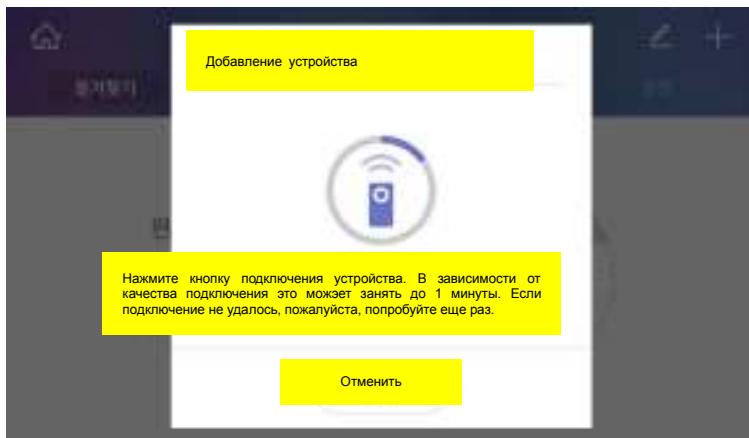 Добавление устройства
Нажмите кнопку подключения устройства. В зависимости от
качества подключения это можэет занять до 1 минуты. Если
подключение не удалось, пожалуйста, попробуйте еще раз.
Отменить